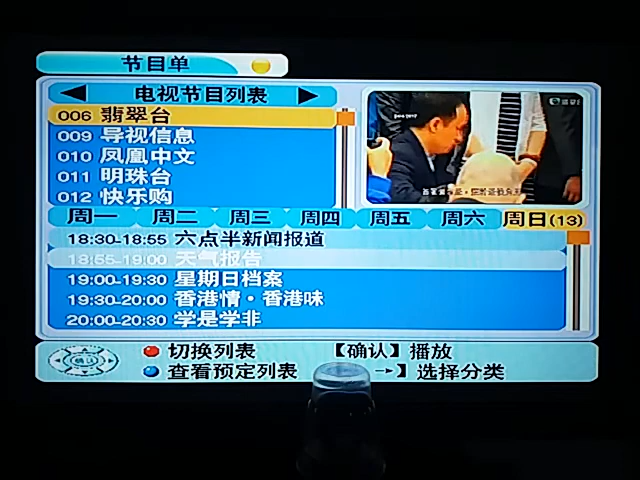 节目单
电视节目列表
006 翡翠台
009 导视信息
010 凤凰中文
011 明珠台
012 快乐购
周一 周二 周三 周四 周五 周六 周日(13)
18:30-18:55 六点半新闻报道
18:55-19:00 天气报告
19:00-19:30 星期日档案
19:30-20:00 香港情·香港味
20:00-20:30 学是学非
确认
切换列表 【确认】播放
查看预定列表 →】选择分类